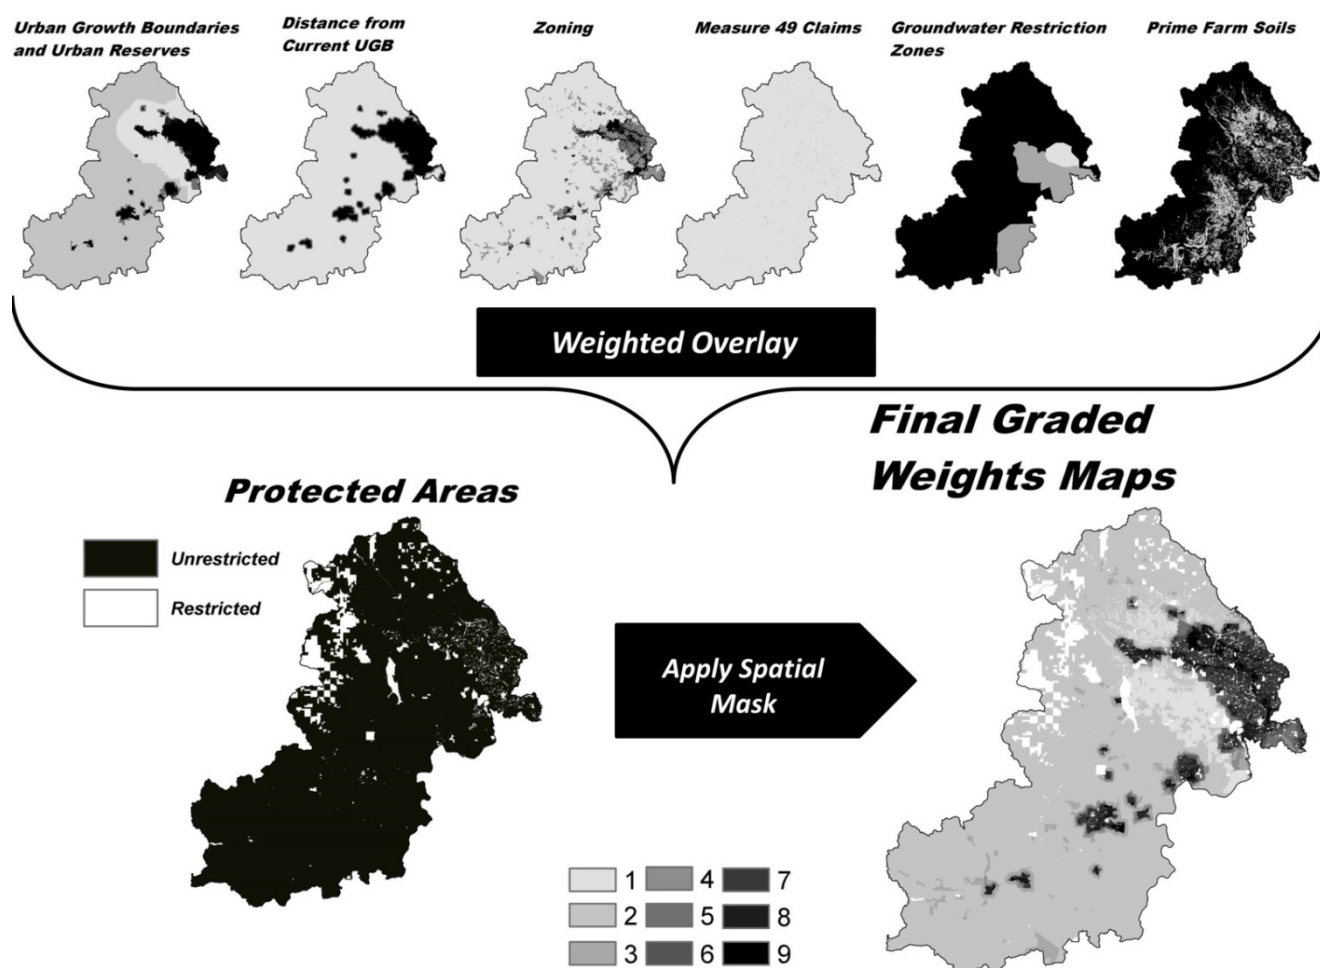 Urban Growth Boundaries
and Urban Reserves
Distance from
Current UGB
Zoning
Measure 49 Claims
Groundwater Restriction
Zones
Prime Farm Soils
Weighted Overlay
Final Graded
Weights Maps
Protected Areas
Unrestricted
Restricted
Apply Spatial
Mask
1 4 7
2 5 8
3 6 9